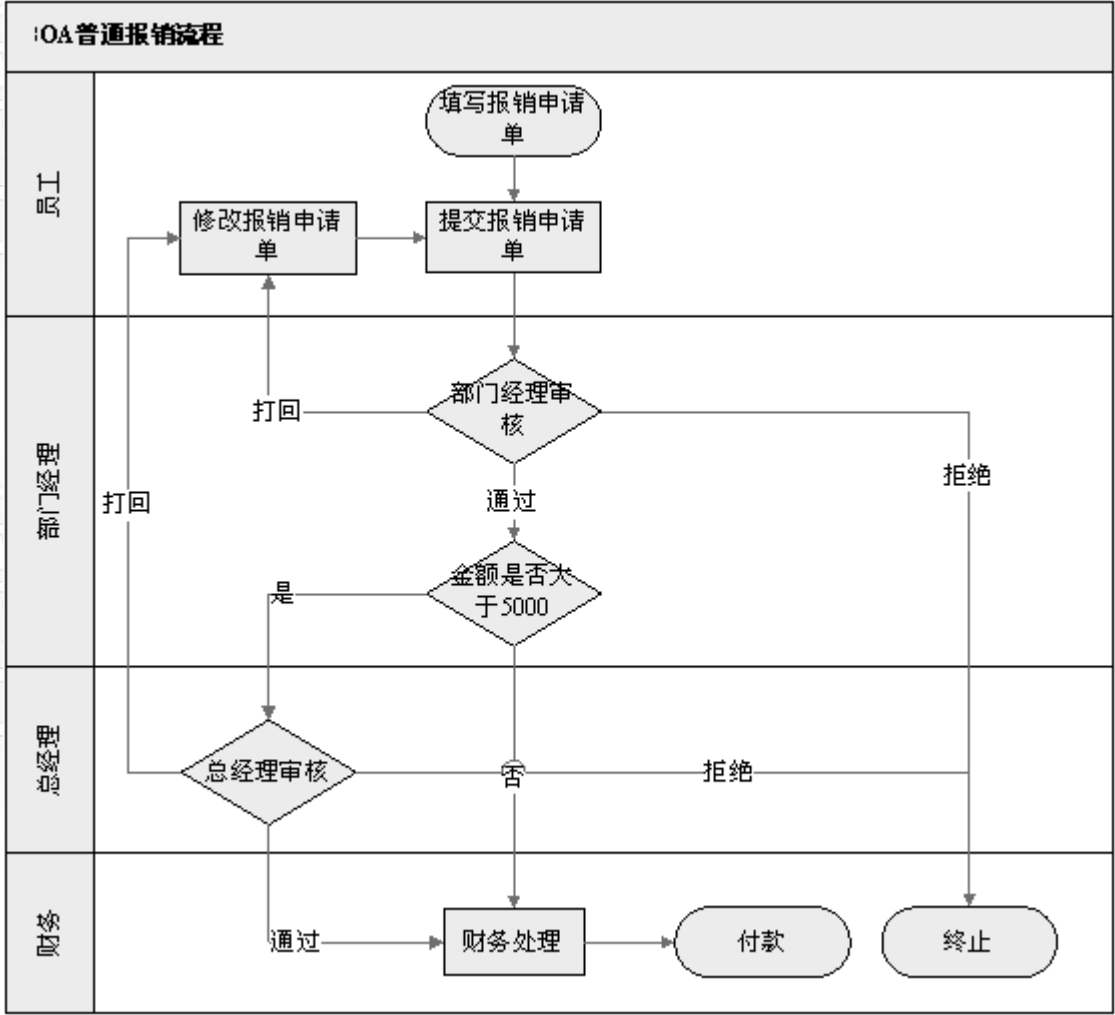 OA普通报销流程
员工
填写报销申请
单
修改报销申请
单
提交报销申请
单
部门经理
部门经理审
核
打回
拒绝
打回
通过
金额是否大
于5000
是
总经理
总经理审核
否
拒绝
财务
通过
财务处理
付款
终止